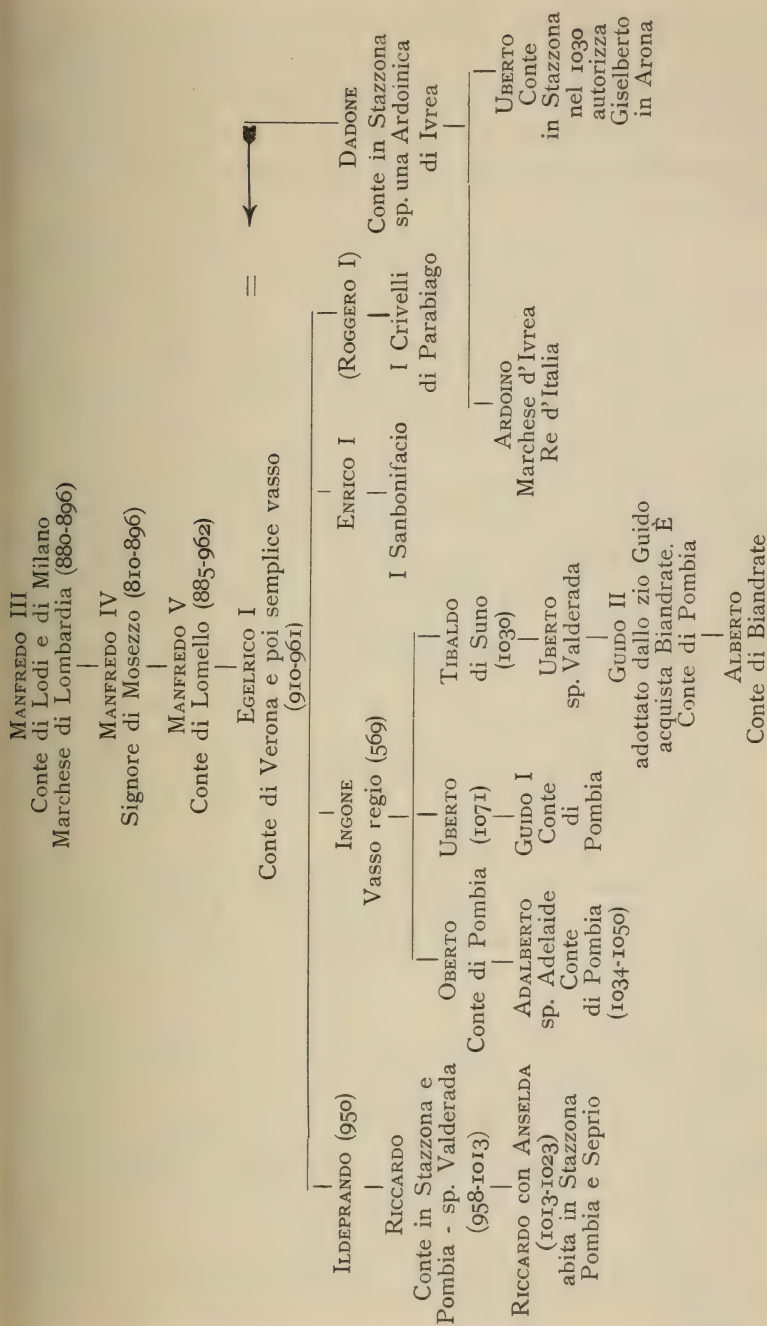 MANFREDO III
Conte di Lodi e di Milano
Marchese di Lombardia (880-896)
MANFREDO IV
Signore di Mosezzo (810-896)
MANFREDO V
Conte di Lomello (885-962)
EGELRICO I
Conte di Verona e poi semplice vasso
(910-961)
=
ILDEPRANDO (950)
RICCARDO
Conte in Stazzona e
Pombia - sp. Valderada
(958-1013)
RICCARDO con ANSELDA
(1013-1023)
abita in Stazzona
Pombia e Seprio
INGONE
Vasso regio (569)
OBERTO
Conte di Pombia
ADALBERTO
sp. Adelaide
Conte
di Pombia
(1034-1050)
UBERTO
(1071)
GUIDO I
Conte
di
Pombia
TIBALDO
di Suno
(1030)
UBERTO
sp. Valderada
GUIDO II
adottato dallo zio Guido
acquista Biandrate. È
Conte di Pombia
ALBERTO
Conte di Biandrate
ENRICO I
I Sanbonifacio
(ROGGERO I)
I Crivelli
di Parabiago
DADONE
Conte in Stazzona
sp. una Ardoinica
di Ivrea
ARDOINO
Marchese d'Ivrea
Re d'Italia
UBERTO
Conte
in Stazzona
nel 1030
autorizza
Giselberto
in Arona